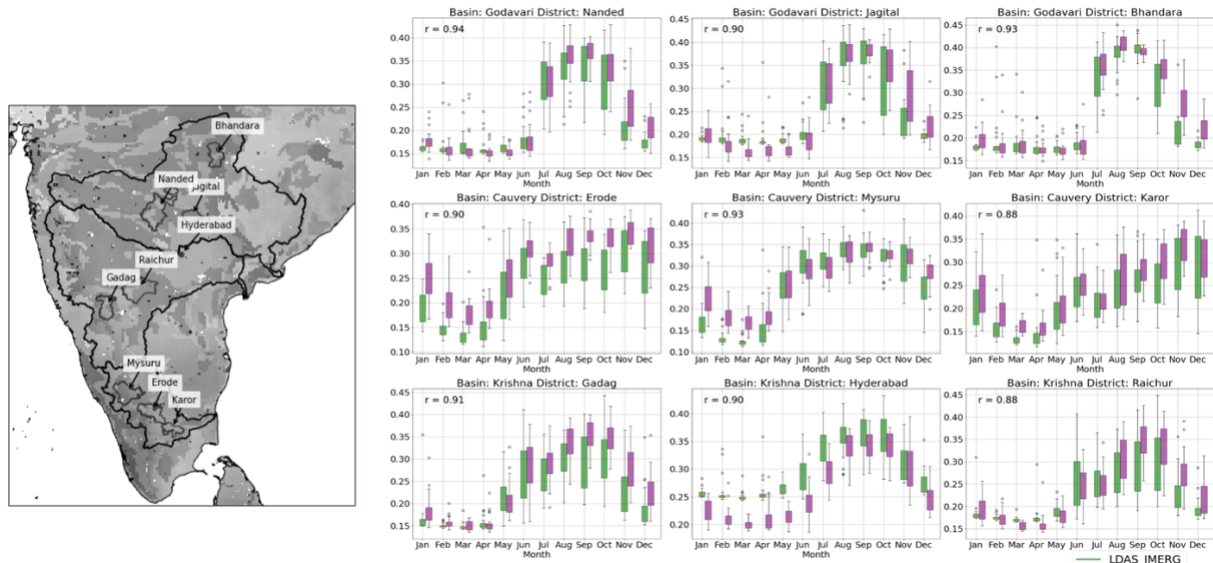 Bhandara
Nanded
Jagital
Hyderabad
Raichur
Gadag
Mysuru
Erode
Karor
Basin: Godavari District: Nanded
r = 0.94
0.40
0.35
0.30
0.25
0.20
0.15
Jan Feb Mar Apr May Jun Jul Aug Sep Oct Nov Dec
Month
Basin: Godavari District: Jagital
r = 0.90
0.45
0.40
0.35
0.30
0.25
0.20
0.15
Jan Feb Mar Apr May Jun Jul Aug Sep Oct Nov Dec
Month
Basin: Godavari District: Bhandara
r = 0.93
0.45
0.40
0.35
0.30
0.25
0.20
0.15
Jan Feb Mar Apr May Jun Jul Aug Sep Oct Nov Dec
Month
Basin: Cauvery District: Erode
r = 0.90
0.40
0.35
0.30
0.25
0.20
0.15
0.10
Jan Feb Mar Apr May Jun Jul Aug Sep Oct Nov Dec
Month
Basin: Cauvery District: Mysuru
r = 0.93
0.45
0.40
0.35
0.30
0.25
0.20
0.15
0.10
Jan Feb Mar Apr May Jun Jul Aug Sep Oct Nov Dec
Month
Basin: Cauvery District: Karor
r = 0.88
0.40
0.35
0.30
0.25
0.20
0.15
Jan Feb Mar Apr May Jun Jul Aug Sep Oct Nov Dec
Month
Basin: Krishna District: Gadag
r = 0.91
0.45
0.40
0.35
0.30
0.25
0.20
0.15
Jan Feb Mar Apr May Jun Jul Aug Sep Oct Nov Dec
Month
Basin: Krishna District: Hyderabad
r = 0.90
0.40
0.35
0.30
0.25
0.20
Jan Feb Mar Apr May Jun Jul Aug Sep Oct Nov Dec
Month
Basin: Krishna District: Raichur
r = 0.88
0.45
0.40
0.35
0.30
0.25
0.20
0.15
Jan Feb Mar Apr May Jun Jul Aug Sep Oct Nov Dec
Month
LDAS_IMERG